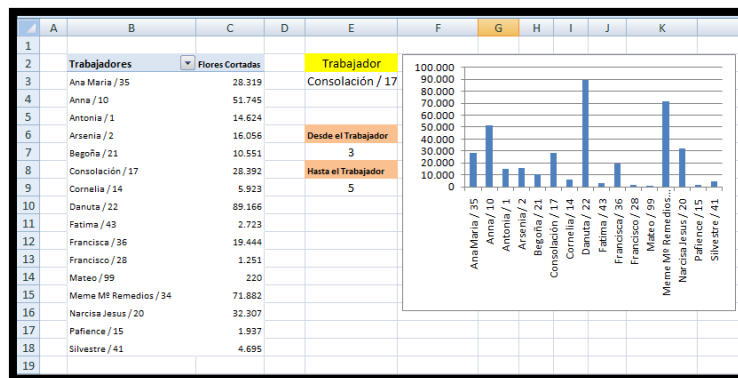 A B C D E F G H I J K
1
2 Trabajadores Flores Cortadas Trabajador
3 Ana Maria / 35 28.319 Consolación / 17
4 Anna / 10 51.745
5 Antonia / 1 14.624
6 Arsenia / 2 16.056 Desde el Trabajador
7 Begoña / 21 10.551 3
8 Consolación / 17 28.392 Hasta el Trabajador
9 Cornelia / 14 5.923 5
10 Danuta / 22 89.166
11 Fatima / 43 2.723
12 Francisca / 36 19.444
13 Francisco / 28 1.251
14 Mateo / 99 220
15 Meme Mº Remedios / 34 71.882
16 Narcisa Jesus / 20 32.307
17 Pafience / 15 1.937
18 Silvestre / 41 4.695
19
100.000
90.000
80.000
70.000
60.000
50.000
40.000
30.000
20.000
10.000
0
Ana Maria / 35
Anna / 10
Antonia / 1
Arsenia / 2
Begoña / 21
Consolación / 17
Cornelia / 14
Danuta / 22
Fatima / 43
Francisca / 36
Francisco / 28
Mateo / 99
Meme Mº Remedios...
Narcisa Jesus / 20
Pafience / 15
Silvestre / 41